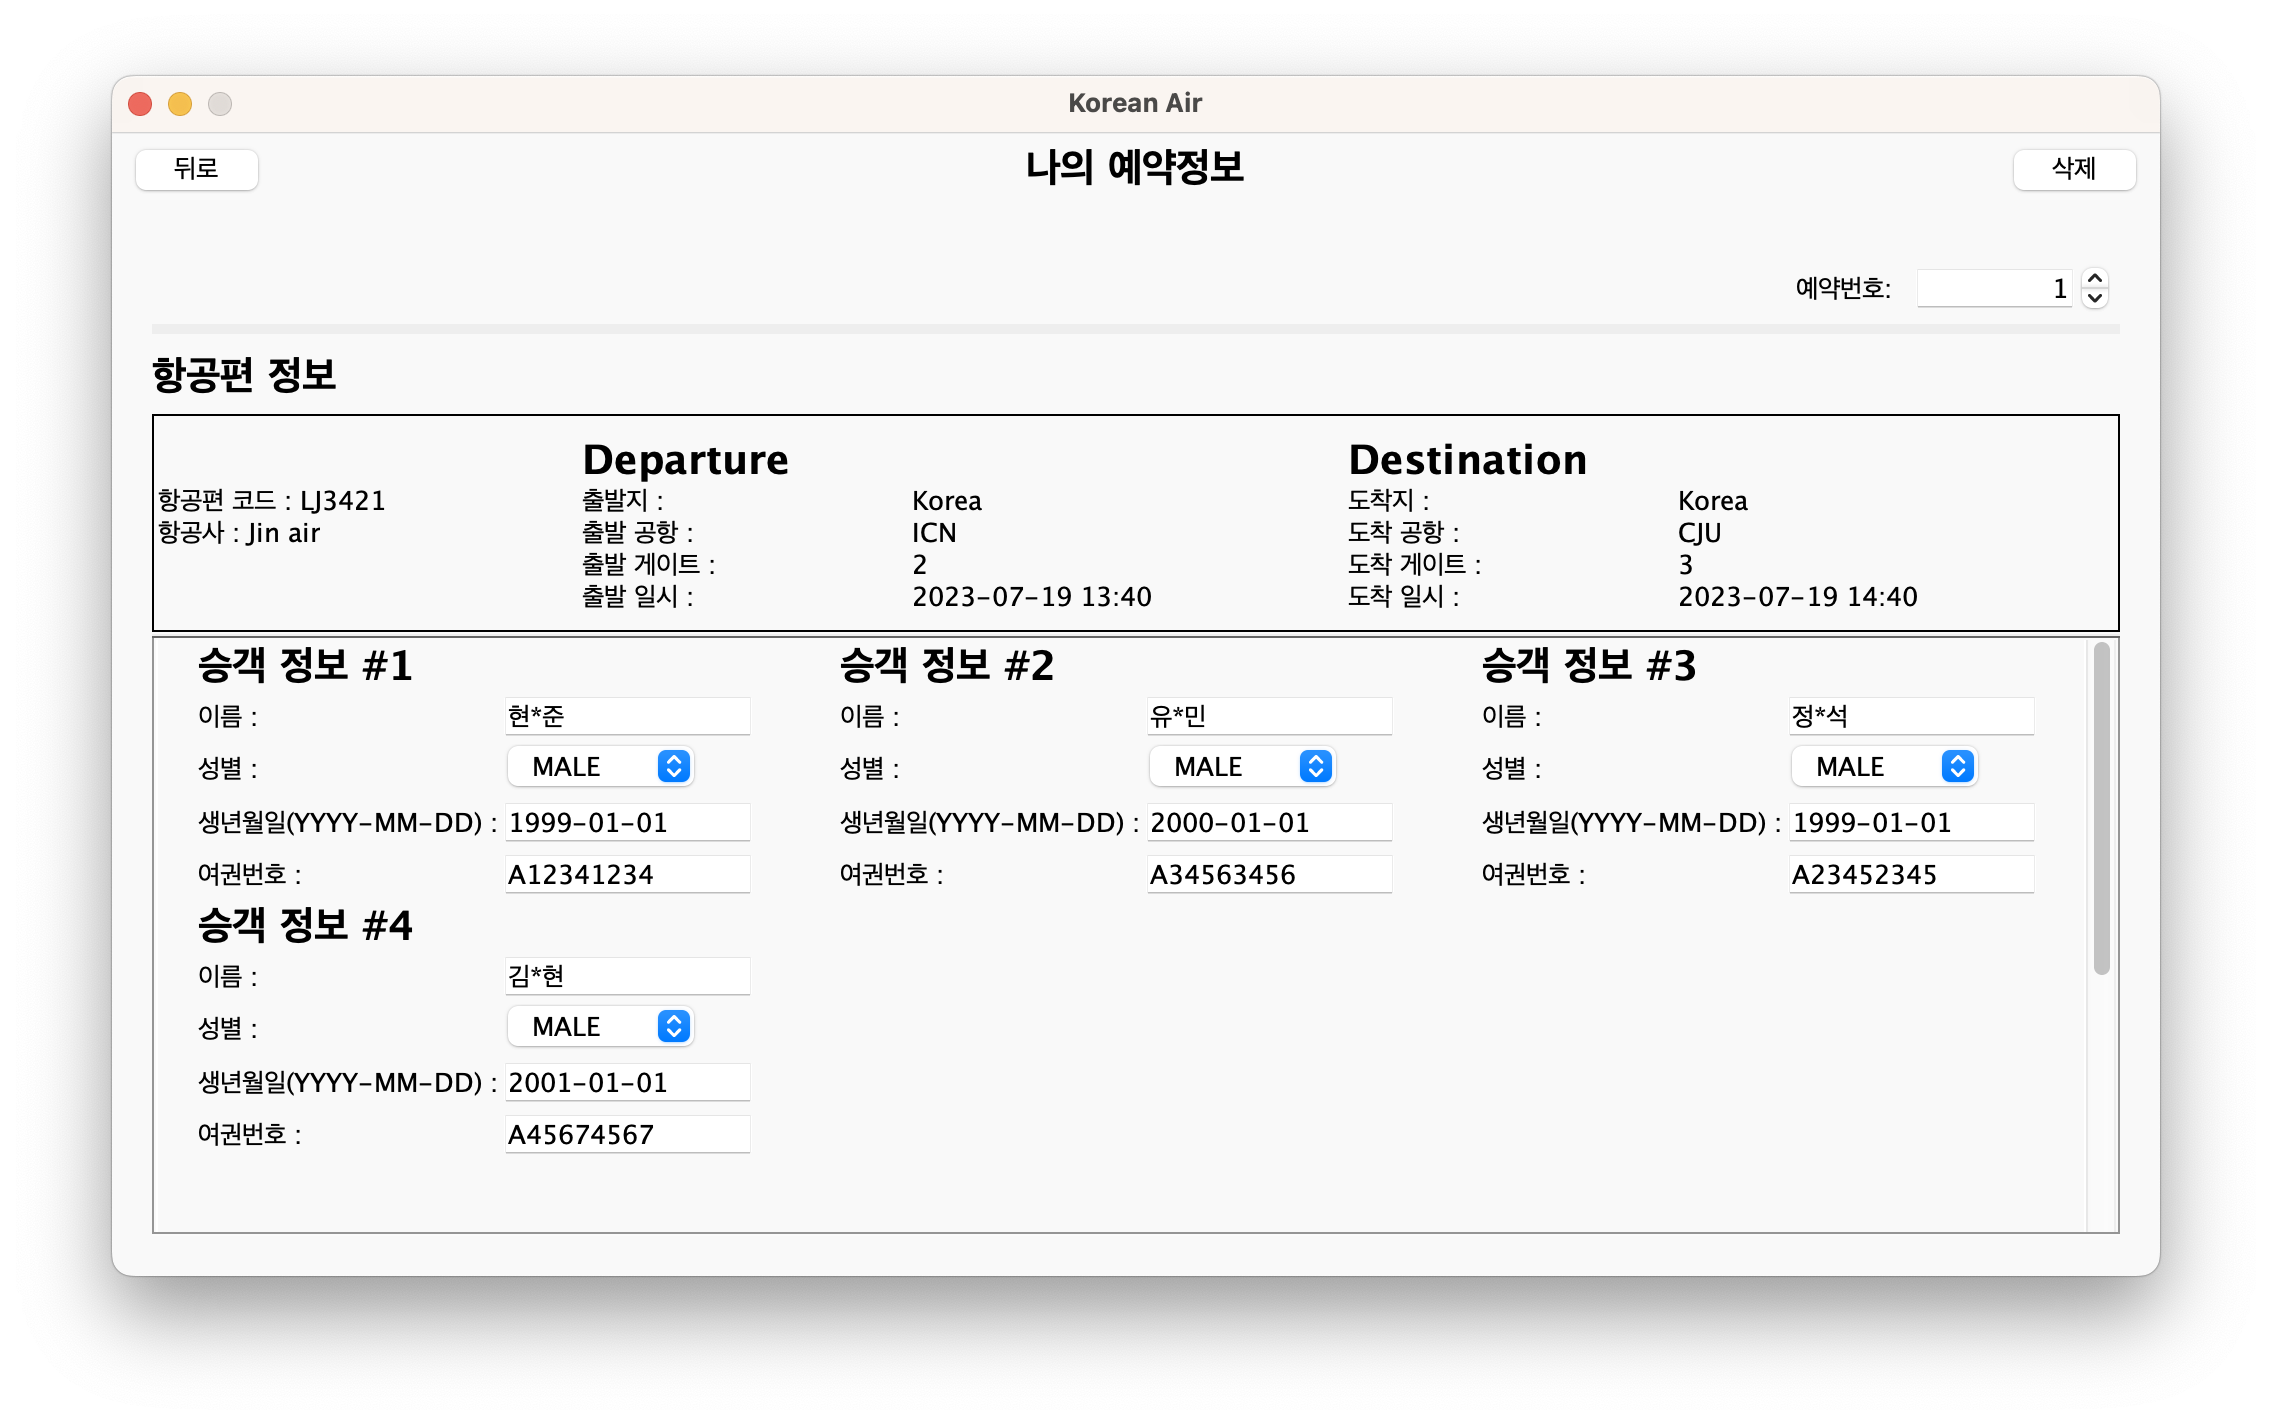 Korean Air
뒤로
나의 예약정보
삭제
예약번호: 1
항공편 정보
항공편 코드 : LJ3421
항공사 : Jin air
Departure
출발지 : Korea
출발 공항 : ICN
출발 게이트 : 2
출발 일시 : 2023-07-19 13:40
Destination
도착지 : Korea
도착 공항 : CJU
도착 게이트 : 3
도착 일시 : 2023-07-19 14:40
승객 정보 #1
이름 : 현*준
성별 : MALE
생년월일(YYYY-MM-DD) : 1999-01-01
여권번호 : A12341234
승객 정보 #2
이름 : 유*민
성별 : MALE
생년월일(YYYY-MM-DD) : 2000-01-01
여권번호 : A34563456
승객 정보 #3
이름 : 정*석
성별 : MALE
생년월일(YYYY-MM-DD) : 1999-01-01
여권번호 : A23452345
승객 정보 #4
이름 : 김*현
성별 : MALE
생년월일(YYYY-MM-DD) : 2001-01-01
여권번호 : A45674567